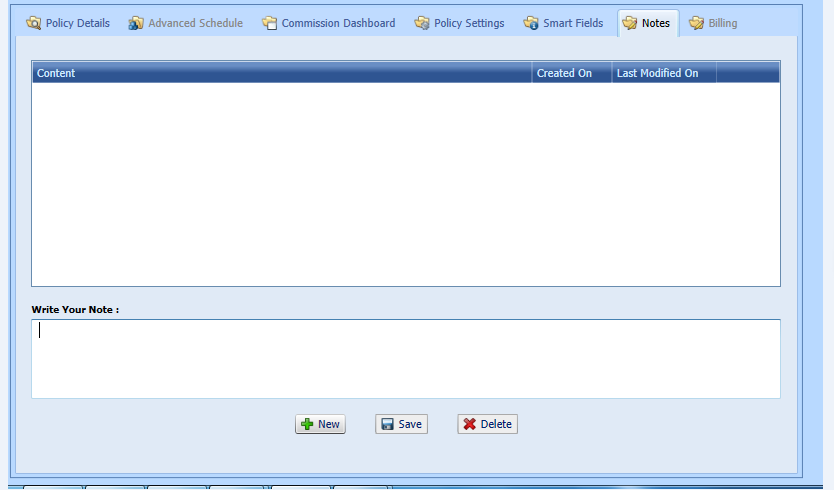 Policy Details Advanced Schedule Commission Dashboard Policy Settings Smart Fields Notes Billing
Content Created On Last Modified On
Write Your Note :
New Save Delete